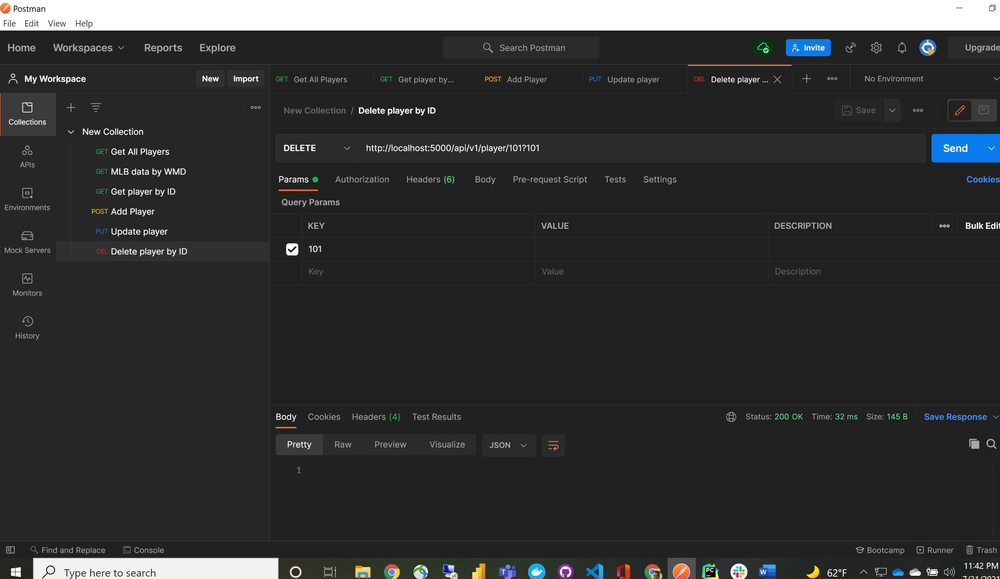 Postman
File Edit View Help
Home Workspaces Reports Explore Search Postman Invite Upgrade
My Workspace New Import GET Get All Players GET Get player by... POST Add Player PUT Update player DEL Delete player ... No Environment
Collections
APIs
Environments
Mock Servers
Monitors
History
New Collection
GET Get All Players
GET MLB data by WMD
GET Get player by ID
POST Add Player
PUT Update player
DEL Delete player by ID
New Collection / Delete player by ID Save
DELETE http://localhost:5000/api/v1/player/101?101 Send
Params Authorization Headers (6) Body Pre-request Script Tests Settings Cookies
Query Params
KEY VALUE DESCRIPTION Bulk Edit
101
Key Value Description
Body Cookies Headers (4) Test Results Status: 200 OK Time: 32 ms Size: 145 B Save Response
Pretty Raw Preview Visualize JSON
1
Find and Replace Console Bootcamp Runner Trash
Type here to search 62°F 11:42 PM
7/21/2021